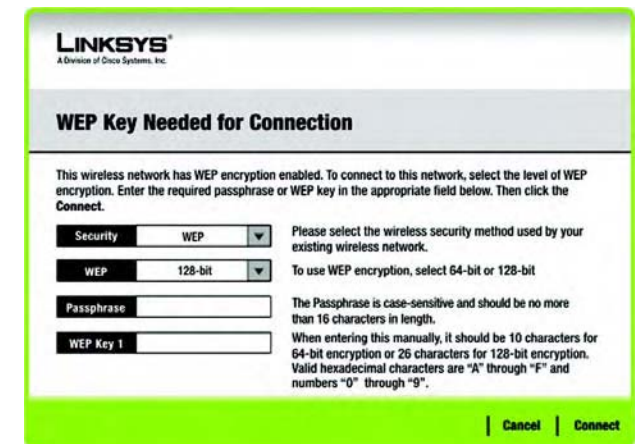 LINKSYS®
A Division of Cisco Systems, Inc.
WEP Key Needed for Connection
This wireless network has WEP encryption enabled. To connect to this network, select the level of WEP
encryption. Enter the required passphrase or WEP key in the appropriate field below. Then click the
Connect.
Security WEP
Please select the wireless security method used by your
existing wireless network.
WEP 128-bit
To use WEP encryption, select 64-bit or 128-bit
Passphrase
The Passphrase is case-sensitive and should be no more
than 16 characters in length.
WEP Key 1
When entering this manually, it should be 10 characters for
64-bit encryption or 26 characters for 128-bit encryption.
Valid hexadecimal characters are "A" through "F" and
numbers "0" through "9".
Cancel Connect